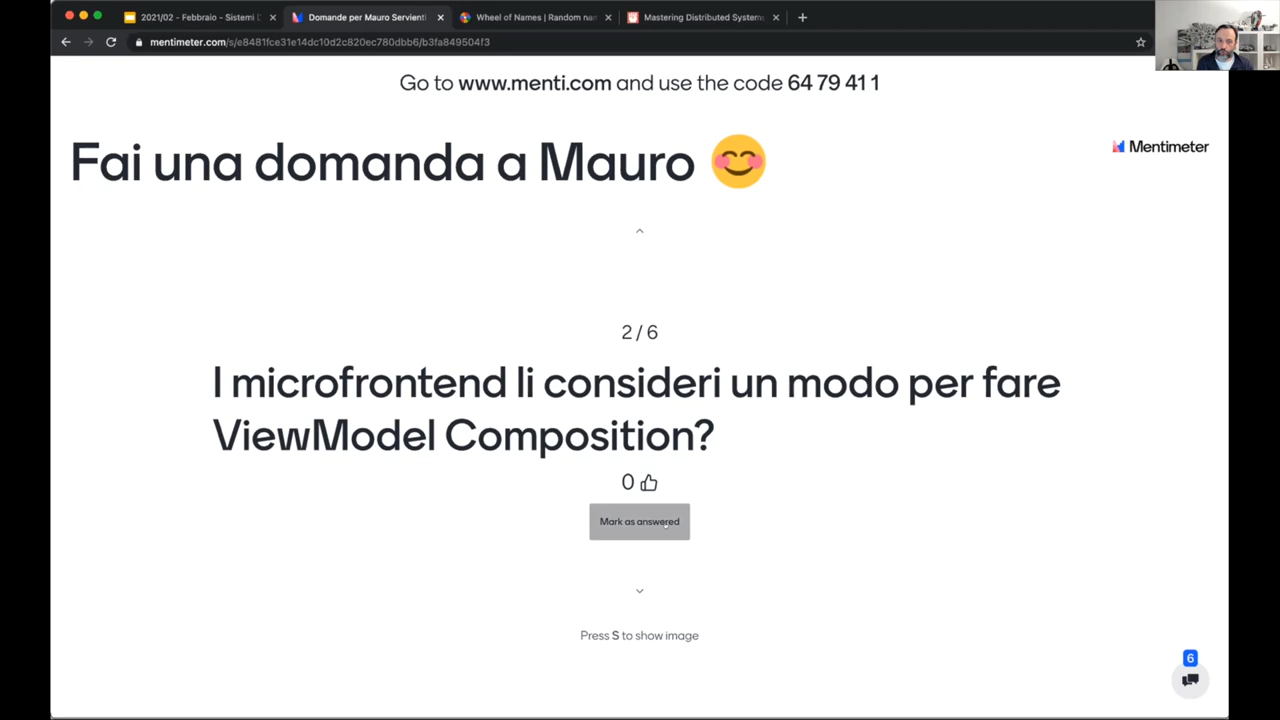 2021/02 - Febbraio - Sistemi D
Domande per Mauro Servienti
Wheel of Names | Random nam
Mastering Distributed Systems
mentimeter.com/s/e8481fce31e14dc10d2c820ec780dbb6/b3fa849504f3
Go to www.menti.com and use the code 64 79 41 1
Fai una domanda a Mauro 😊
Mentimeter
2 / 6
I microfrontend li consideri un modo per fare
ViewModel Composition?
0
Mark as answered
Press S to show image
6